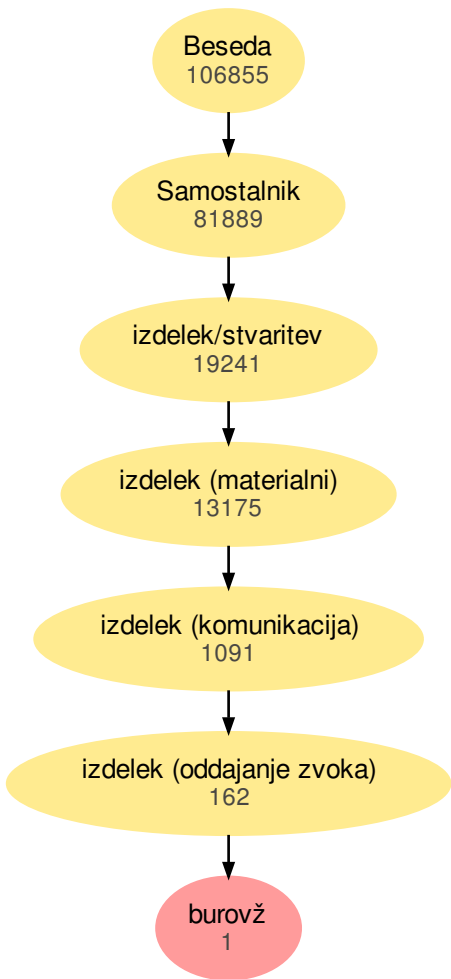 Beseda
106855
Samostalnik
81889
izdelek/stvaritev
19241
izdelek (materialni)
13175
izdelek (komunikacija)
1091
izdelek (oddajanje zvoka)
162
burovž
1